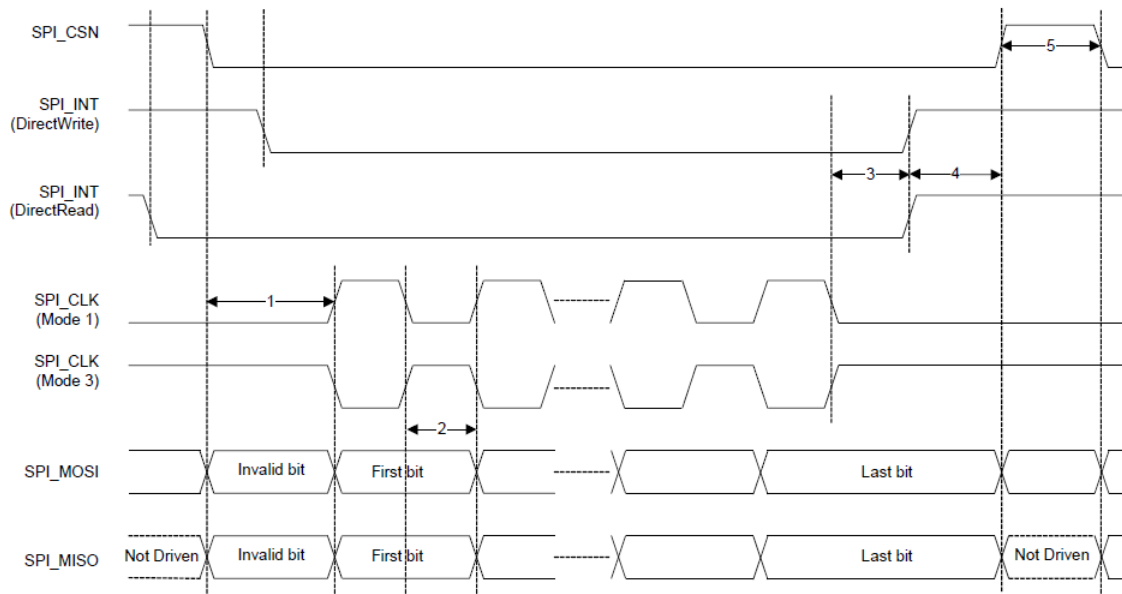 SPI_CSN
5
SPI_INT
(DirectWrite)
3
4
SPI_INT
(DirectRead)
1
SPI_CLK
(Mode 1)
SPI_CLK
(Mode 3)
2
SPI_MOSI
Invalid bit
First bit
Last bit
SPI_MISO
Not Driven
Invalid bit
First bit
Last bit
Not Driven